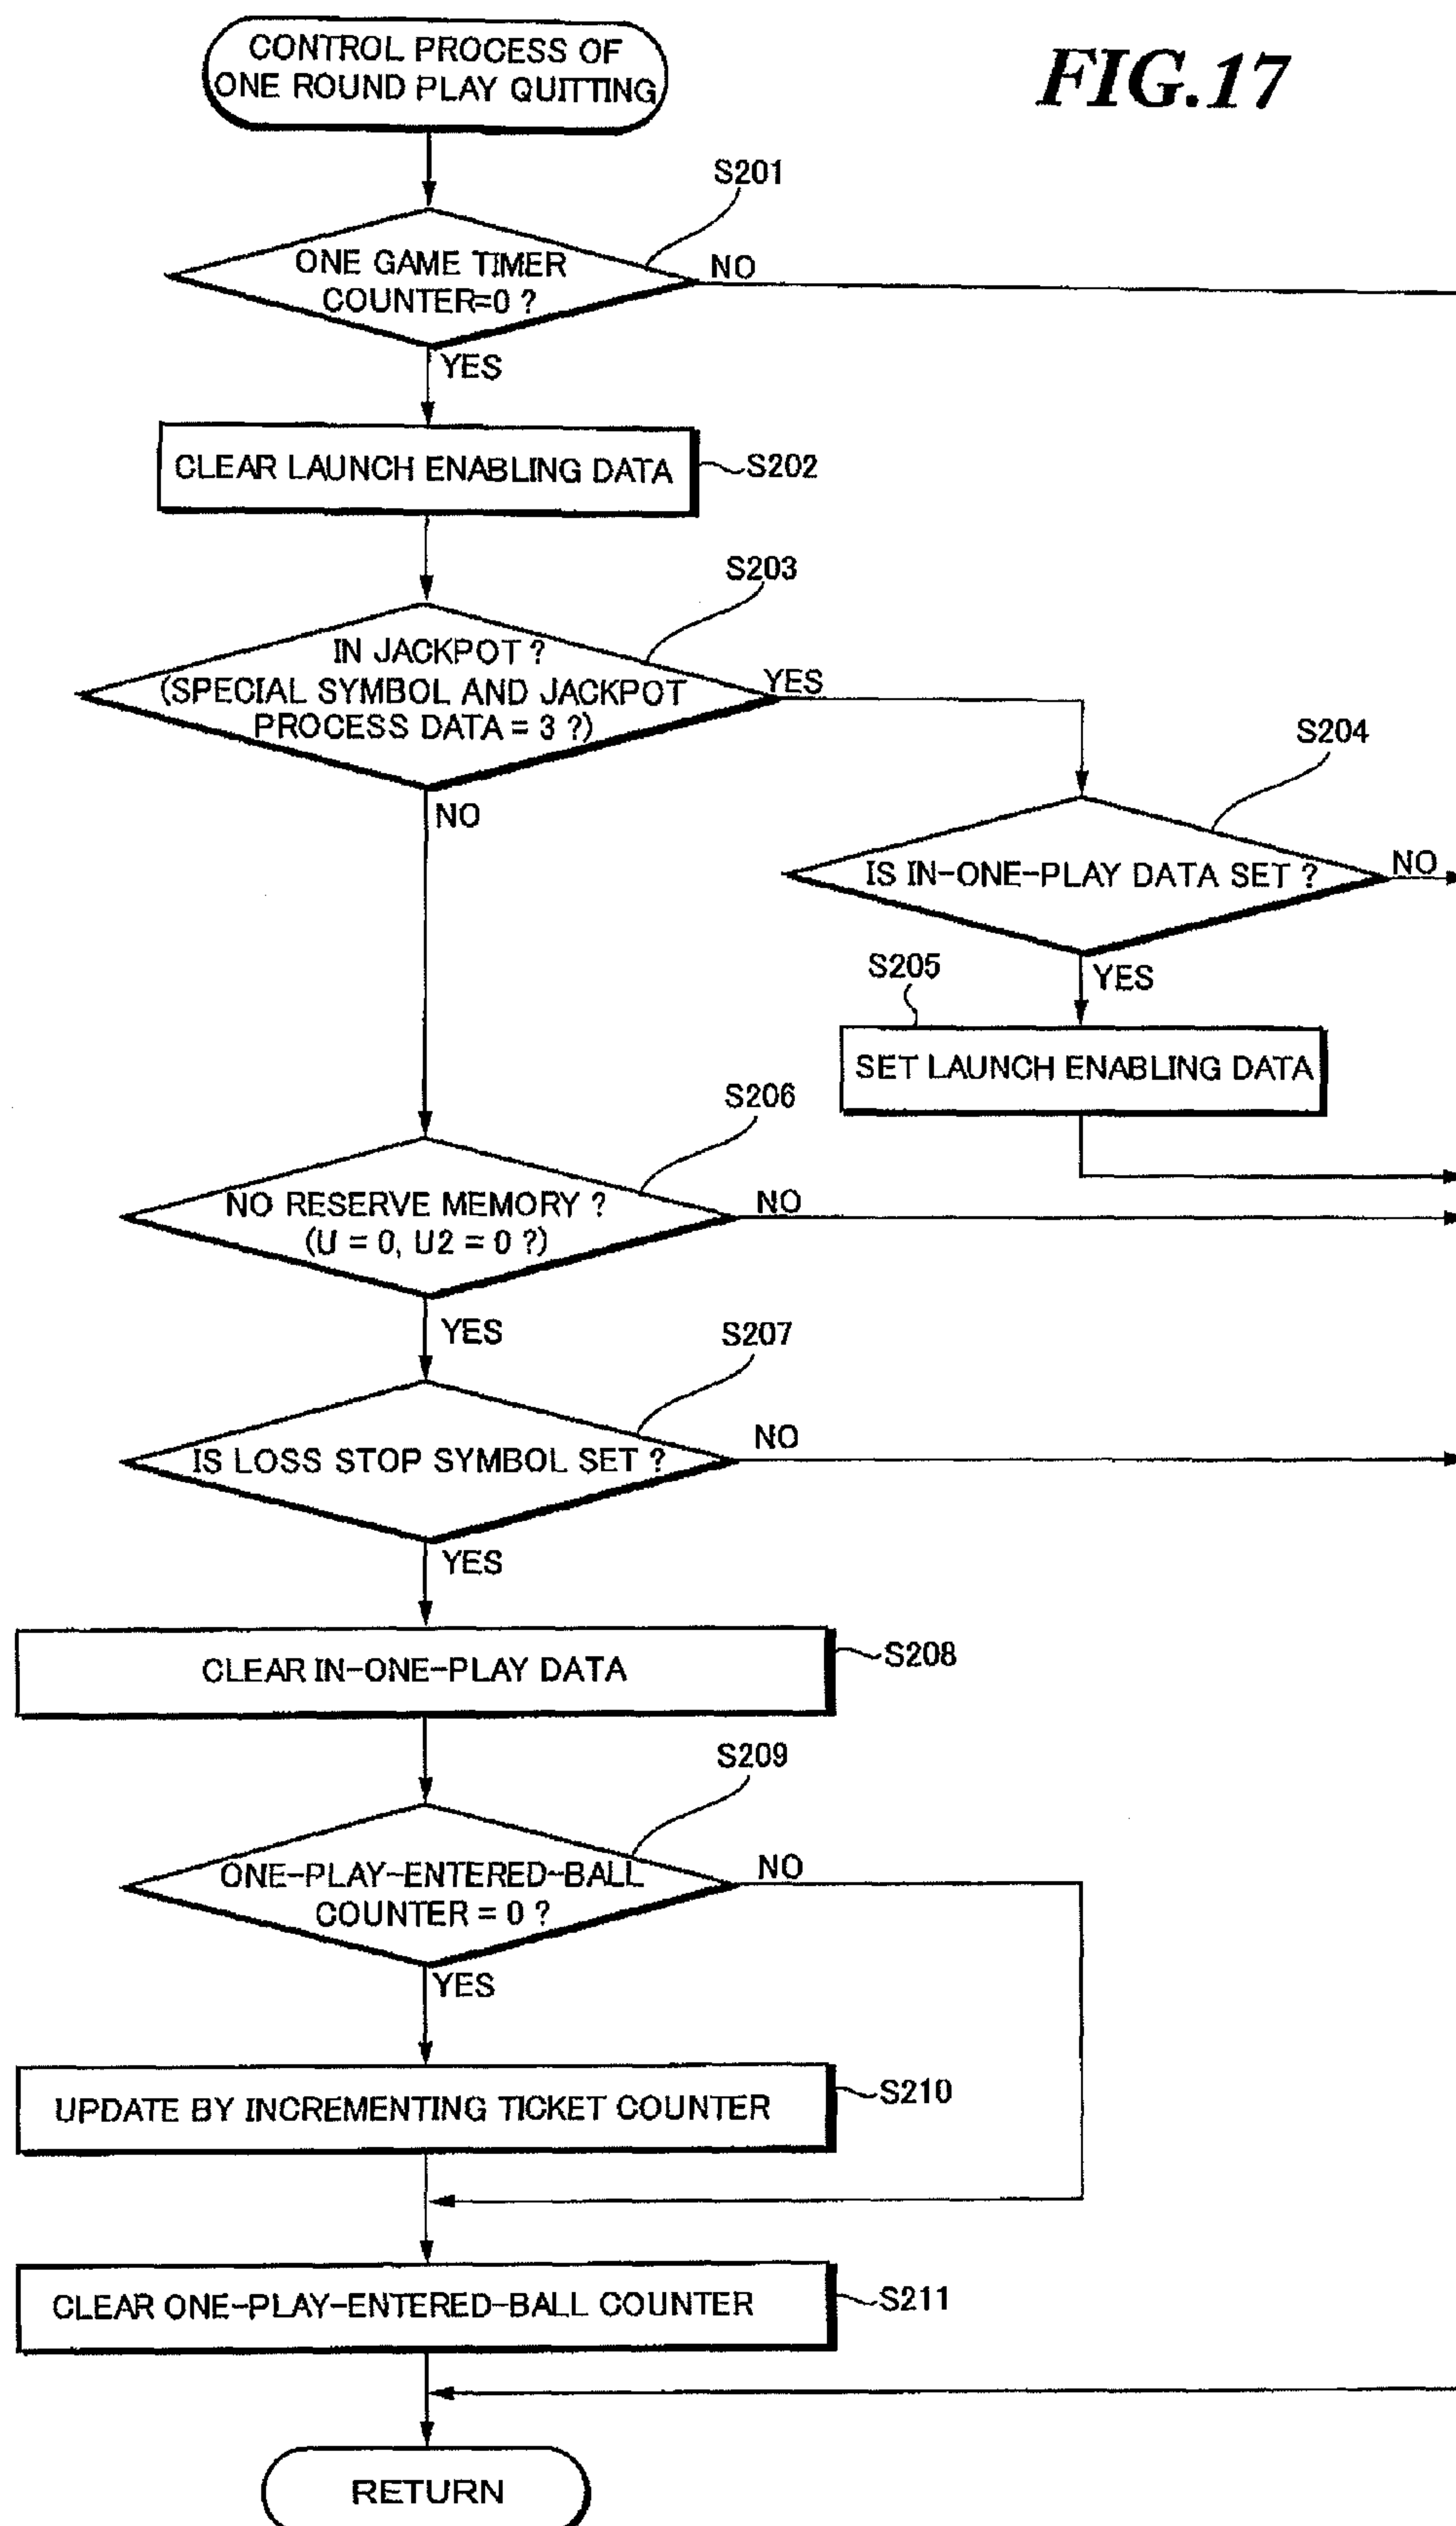 CONTROL PROCESS OF
ONE ROUND PLAY QUITTING
FIG.17
S201
ONE GAME TIMER
COUNTER=0 ?
NO
YES
CLEAR LAUNCH ENABLING DATA
S202
S203
IN JACKPOT ?
(SPECIAL SYMBOL AND JACKPOT
PROCESS DATA = 3 ?)
YES
NO
S204
IS IN-ONE-PLAY DATA SET ?
NO
YES
S205
SET LAUNCH ENABLING DATA
S206
NO RESERVE MEMORY ?
(U = 0, U2 = 0 ?)
NO
YES
S207
IS LOSS STOP SYMBOL SET ?
NO
YES
CLEAR IN-ONE-PLAY DATA
S208
S209
ONE-PLAY-ENTERED-BALL
COUNTER = 0 ?
NO
YES
UPDATE BY INCREMENTING TICKET COUNTER
S210
CLEAR ONE-PLAY-ENTERED-BALL COUNTER
S211
RETURN